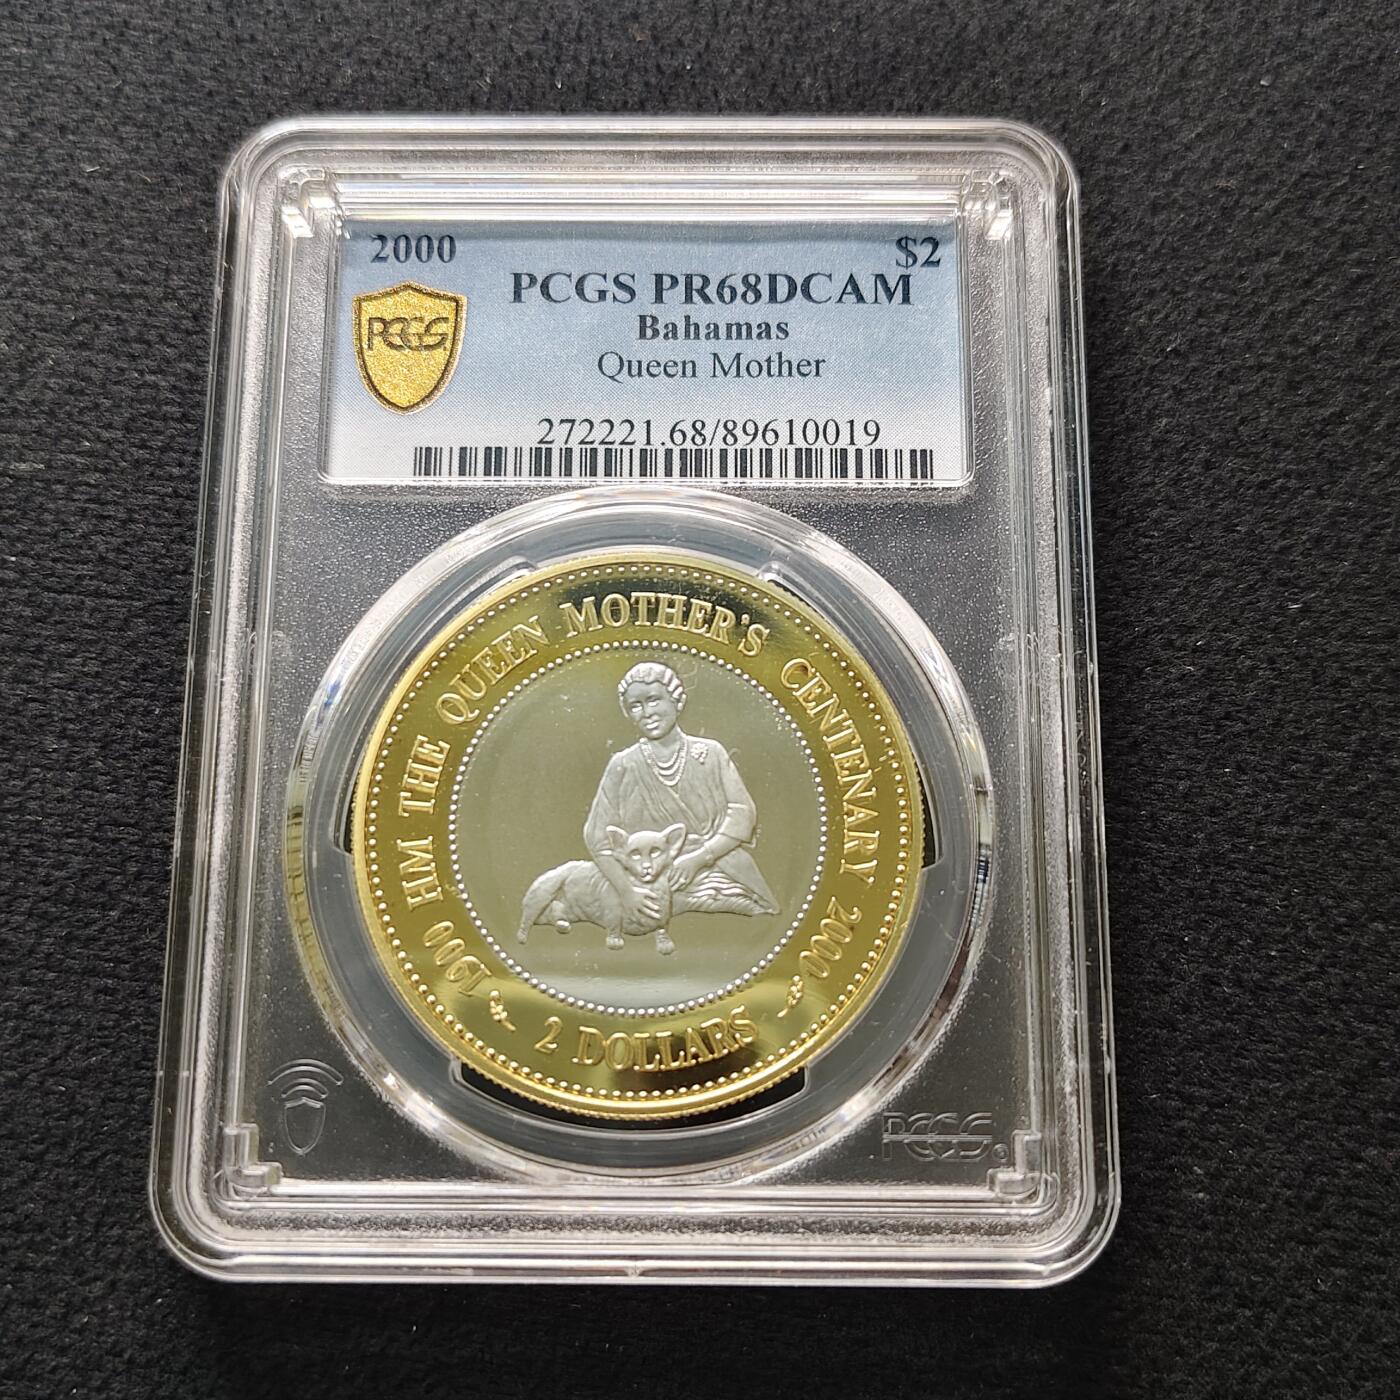 2000 $2
PCGS PR68DCAM
Bahamas
PCGS
Queen Mother
272221.68/89610019
1900 HM THE QUEEN MOTHER'S CENTENARY 2000
2 DOLLARS
PCGS